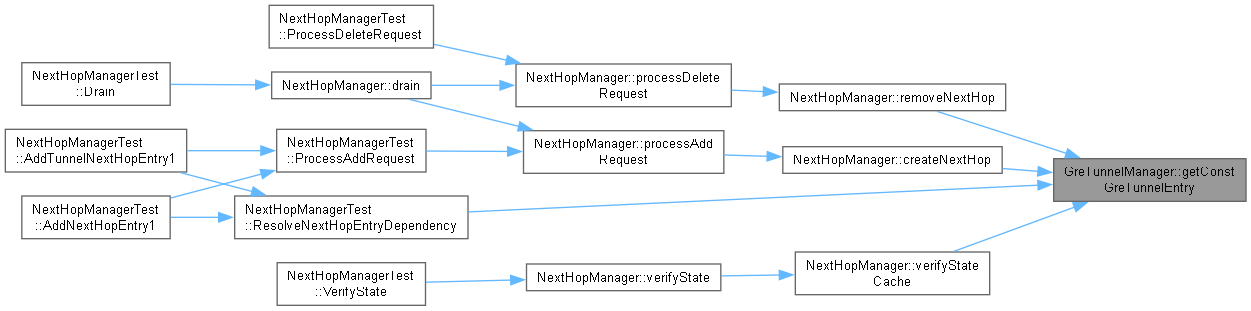 NextHopManagerTest
::ProcessDeleteRequest
NextHopManagerTest
::Drain
NextHopManager::drain
NextHopManager::processDelete
Request
NextHopManager::removeNextHop
NextHopManagerTest
::AddTunnelNextHopEntry1
NextHopManagerTest
::ProcessAddRequest
NextHopManager::processAdd
Request
NextHopManager::createNextHop
GreTunnelManager::getConst
GreTunnelEntry
NextHopManagerTest
::AddNextHopEntry1
NextHopManagerTest
::ResolveNextHopEntryDependency
NextHopManagerTest
::VerifyState
NextHopManager::verifyState
NextHopManager::verifyState
Cache